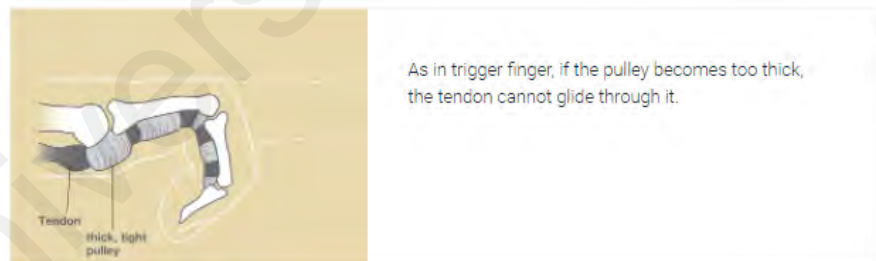 As in trigger finger, if the pulley becomes too thick,
the tendon cannot glide through it.
Tendon
thick, tight
pulley